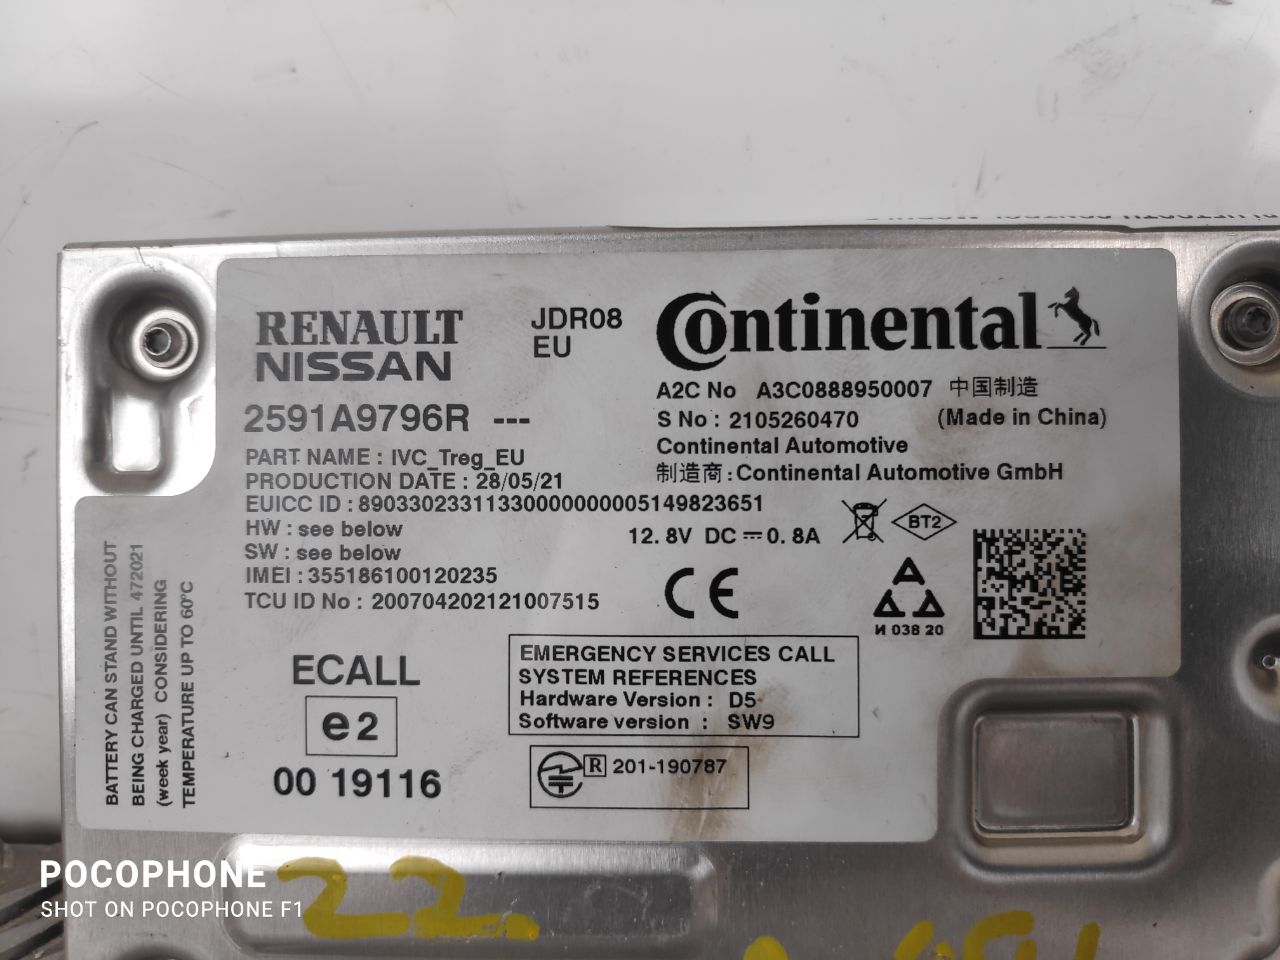 RENAULT
NISSAN
JDR08
EU
Continental
2591A9796R ---
A2C No A3C0888950007 中国制造
S No : 2105260470 (Made in China)
Continental Automotive
制造商 : Continental Automotive GmbH
PART NAME : IVC_Treg_EU
PRODUCTION DATE : 28/05/21
EUICC ID : 89033023311330000000005149823651
HW : see below
SW : see below
IMEI : 355186100120235
TCU ID No : 200704202121007515
12.8V DC 0.8A
BT2
CE
И 038 20
BATTERY CAN STAND WITHOUT
BEING CHARGED UNTIL 472021
(week year) CONSIDERING
TEMPERATURE UP TO 60°C
ECALL
e2
00 19116
EMERGENCY SERVICES CALL
SYSTEM REFERENCES
Hardware Version : D5
Software version : SW9
R 201-190787
22.
POCOPHONE
SHOT ON POCOPHONE F1